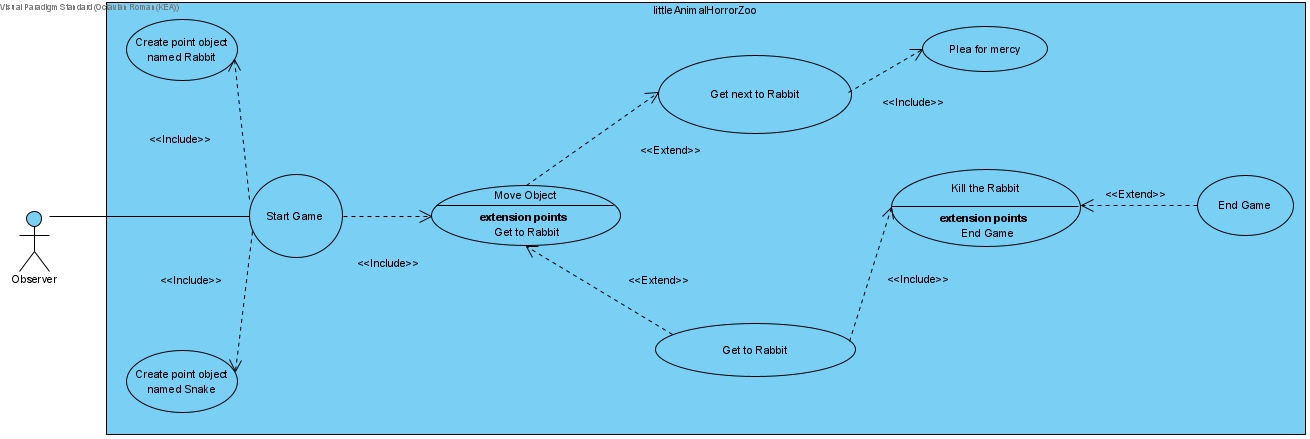 Visual Paradigm Standard (Octavian Roman (KEA))
littleAnimalHorrorZoo
Create point object
named Rabbit
Plea for mercy
Get next to Rabbit
<<Include>>
<<Include>>
<<Extend>>
Move Object
extension points
Get to Rabbit
Kill the Rabbit
extension points
End Game
<<Extend>>
End Game
Start Game
Observer
<<Include>>
<<Include>>
<<Extend>>
<<Include>>
Get to Rabbit
Create point object
named Snake